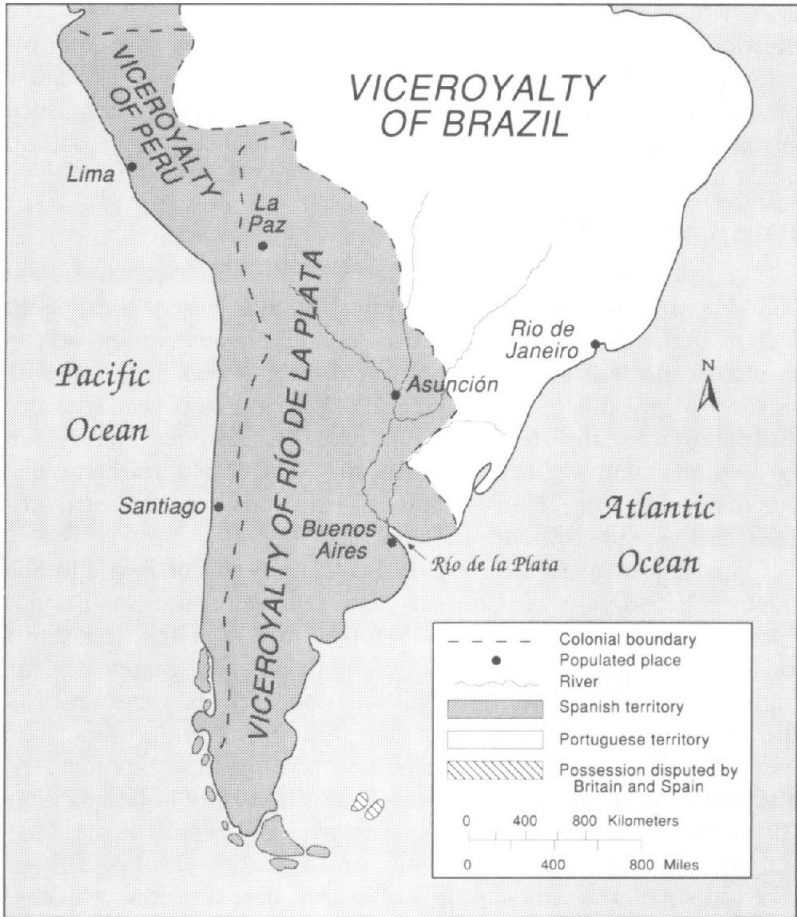 VICEROYALTY
OF PERU
VICEROYALTY
OF BRAZIL
Lima
La
Paz
VICEROYALTY OF RÍO DE LA PLATA
Rio de
Janeiro
N
Pacific
Ocean
Asunción
Santiago
Buenos
Aires
Río de la Plata
Atlantic
Ocean
Colonial boundary
Populated place
River
Spanish territory
Portuguese territory
Possession disputed by
Britain and Spain
0 400 800 Kilometers
0 400 800 Miles